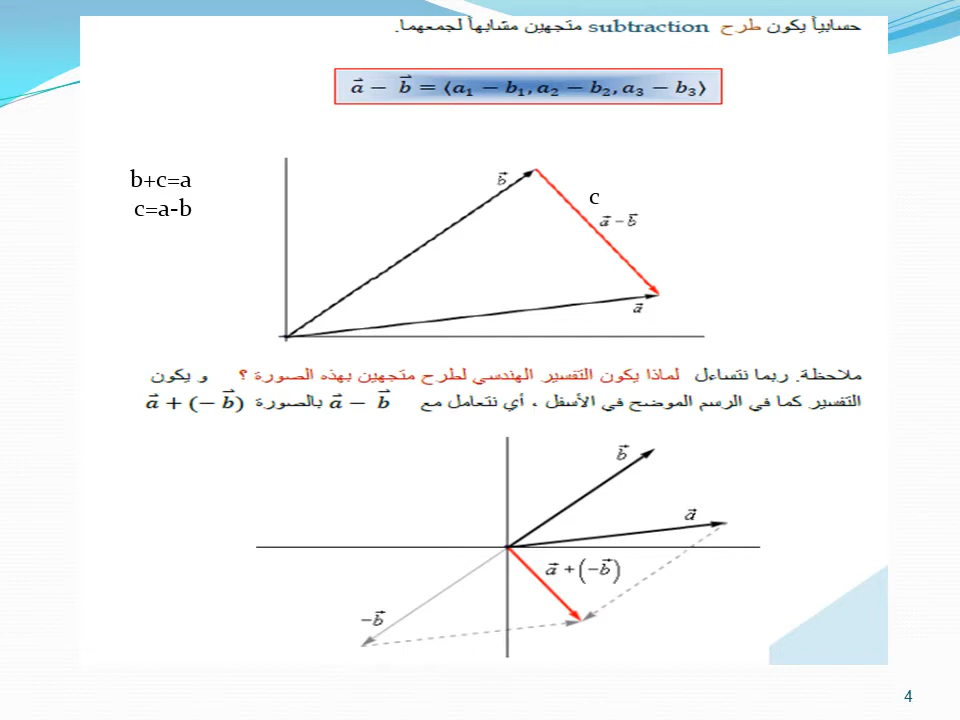 حسابياً يكون طرح subtraction متجهين مشابهاً لجمعهما.
a⃗ − b⃗ = ⟨a₁ − b₁, a₂ − b₂, a₃ − b₃⟩
b+c=a
c=a-b
b⃗
c
a⃗ − b⃗
a⃗
ملاحظة. ربما نتساءل لماذا يكون التفسير الهندسي لطرح متجهين بهذه الصورة ؟ و يكون
التفسير كما في الرسم الموضح في الأسفل ، أي نتعامل مع a⃗ − b⃗ بالصورة a⃗ + (− b⃗)
b⃗
a⃗
a⃗ + (−b⃗)
−b⃗
4